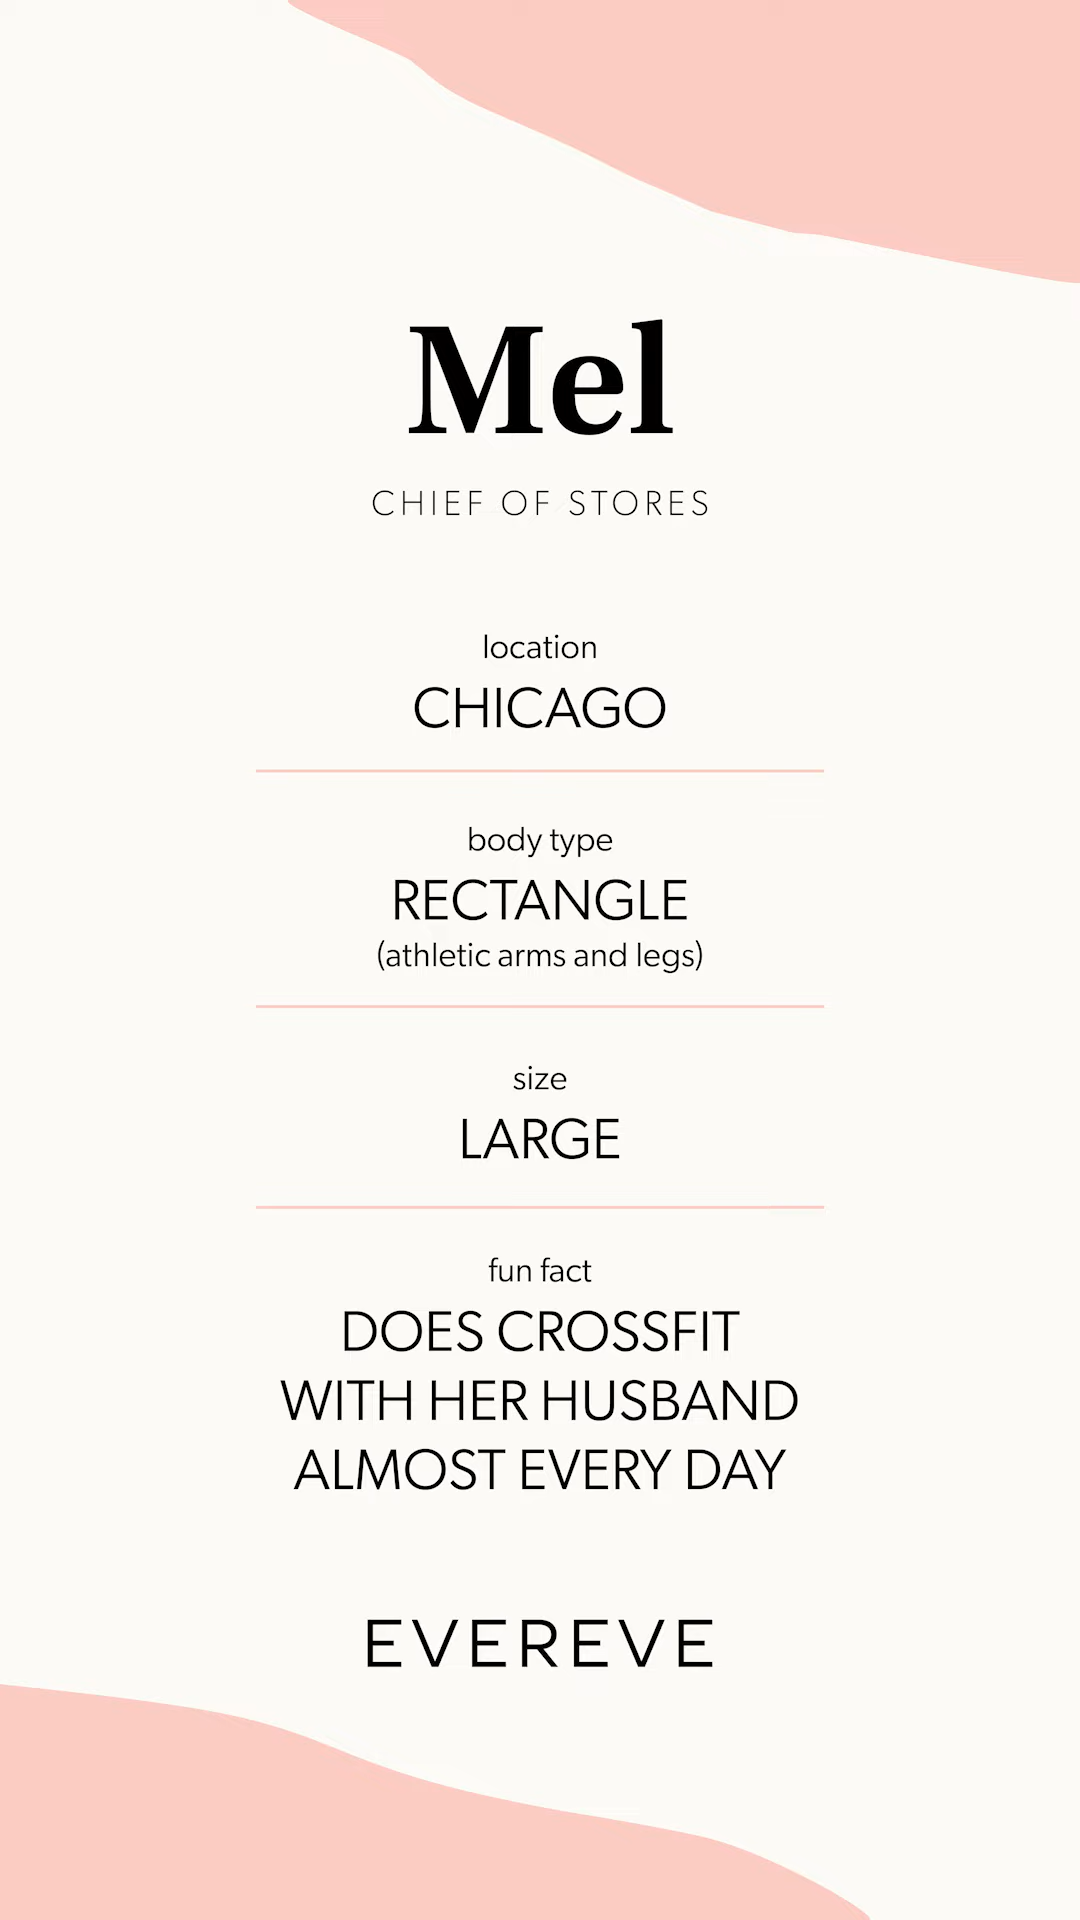 Mel
CHIEF OF STORES
location
CHICAGO
body type
RECTANGLE
(athletic arms and legs)
size
LARGE
fun fact
DOES CROSSFIT
WITH HER HUSBAND
ALMOST EVERY DAY
EVEREVE